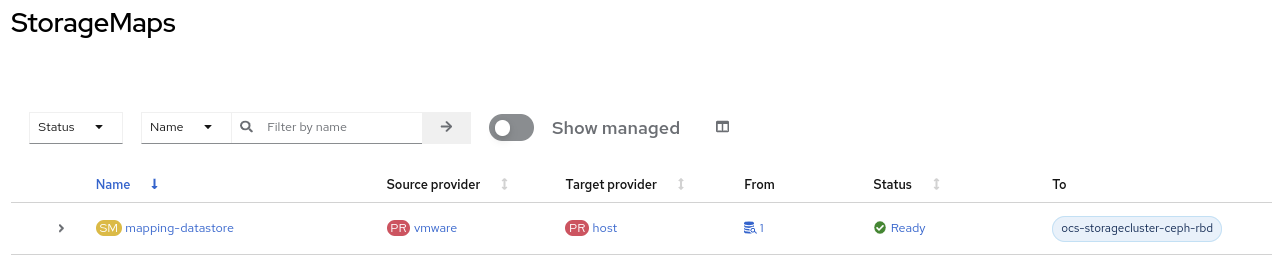 StorageMaps
Status Name Filter by name Show managed
Name Source provider Target provider From Status To
SM mapping-datastore PR vmware PR host 1 Ready ocs-storagecluster-ceph-rbd